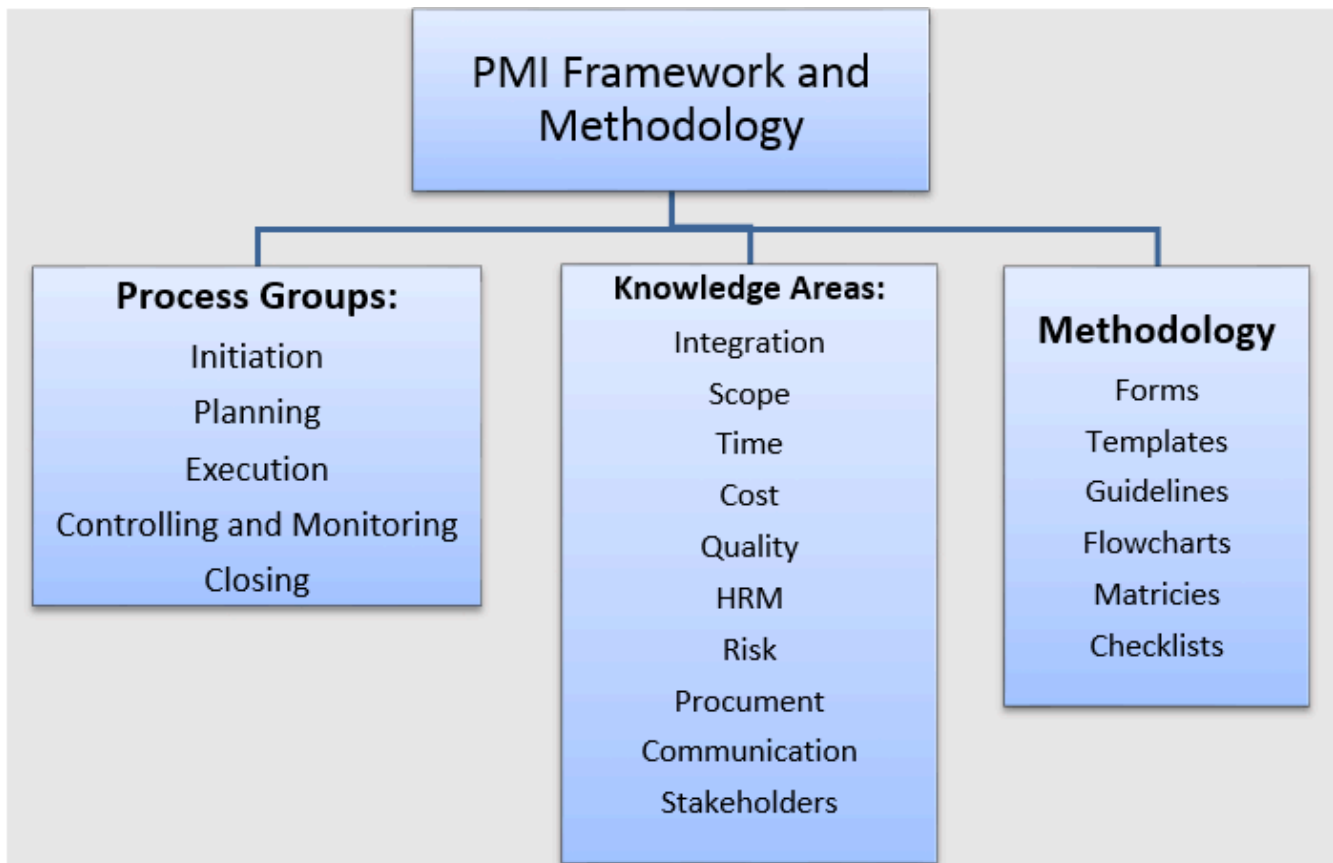 PMI Framework and
Methodology
Process Groups:
Initiation
Planning
Execution
Controlling and Monitoring
Closing
Knowledge Areas:
Integration
Scope
Time
Cost
Quality
HRM
Risk
Procument
Communication
Stakeholders
Methodology
Forms
Templates
Guidelines
Flowcharts
Matricies
Checklists